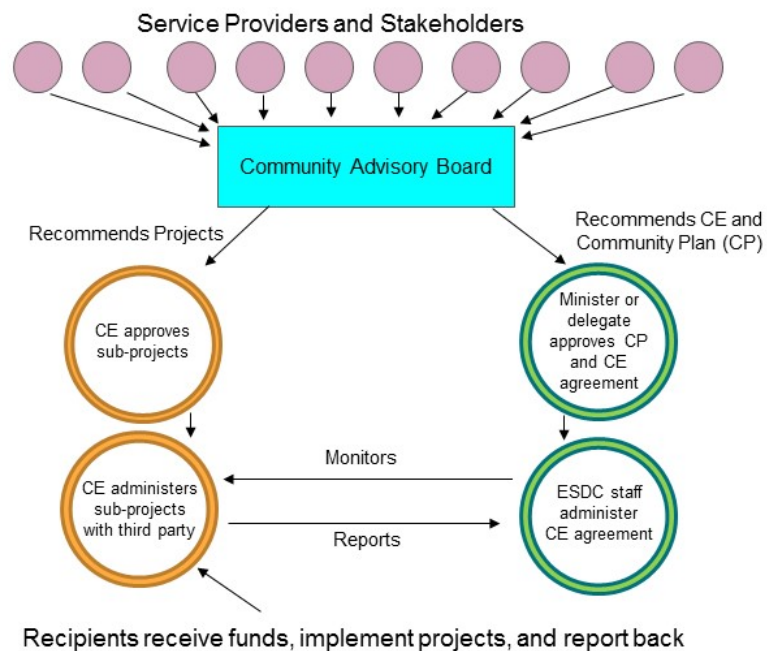 Service Providers and Stakeholders
Community Advisory Board
Recommends Projects
Recommends CE and
Community Plan (CP)
CE approves
sub-projects
Minister or
delegate
approves CP
and CE
agreement
Monitors
CE administers
sub-projects
with third party
ESDC staff
administer
CE agreement
Reports
Recipients receive funds, implement projects, and report back